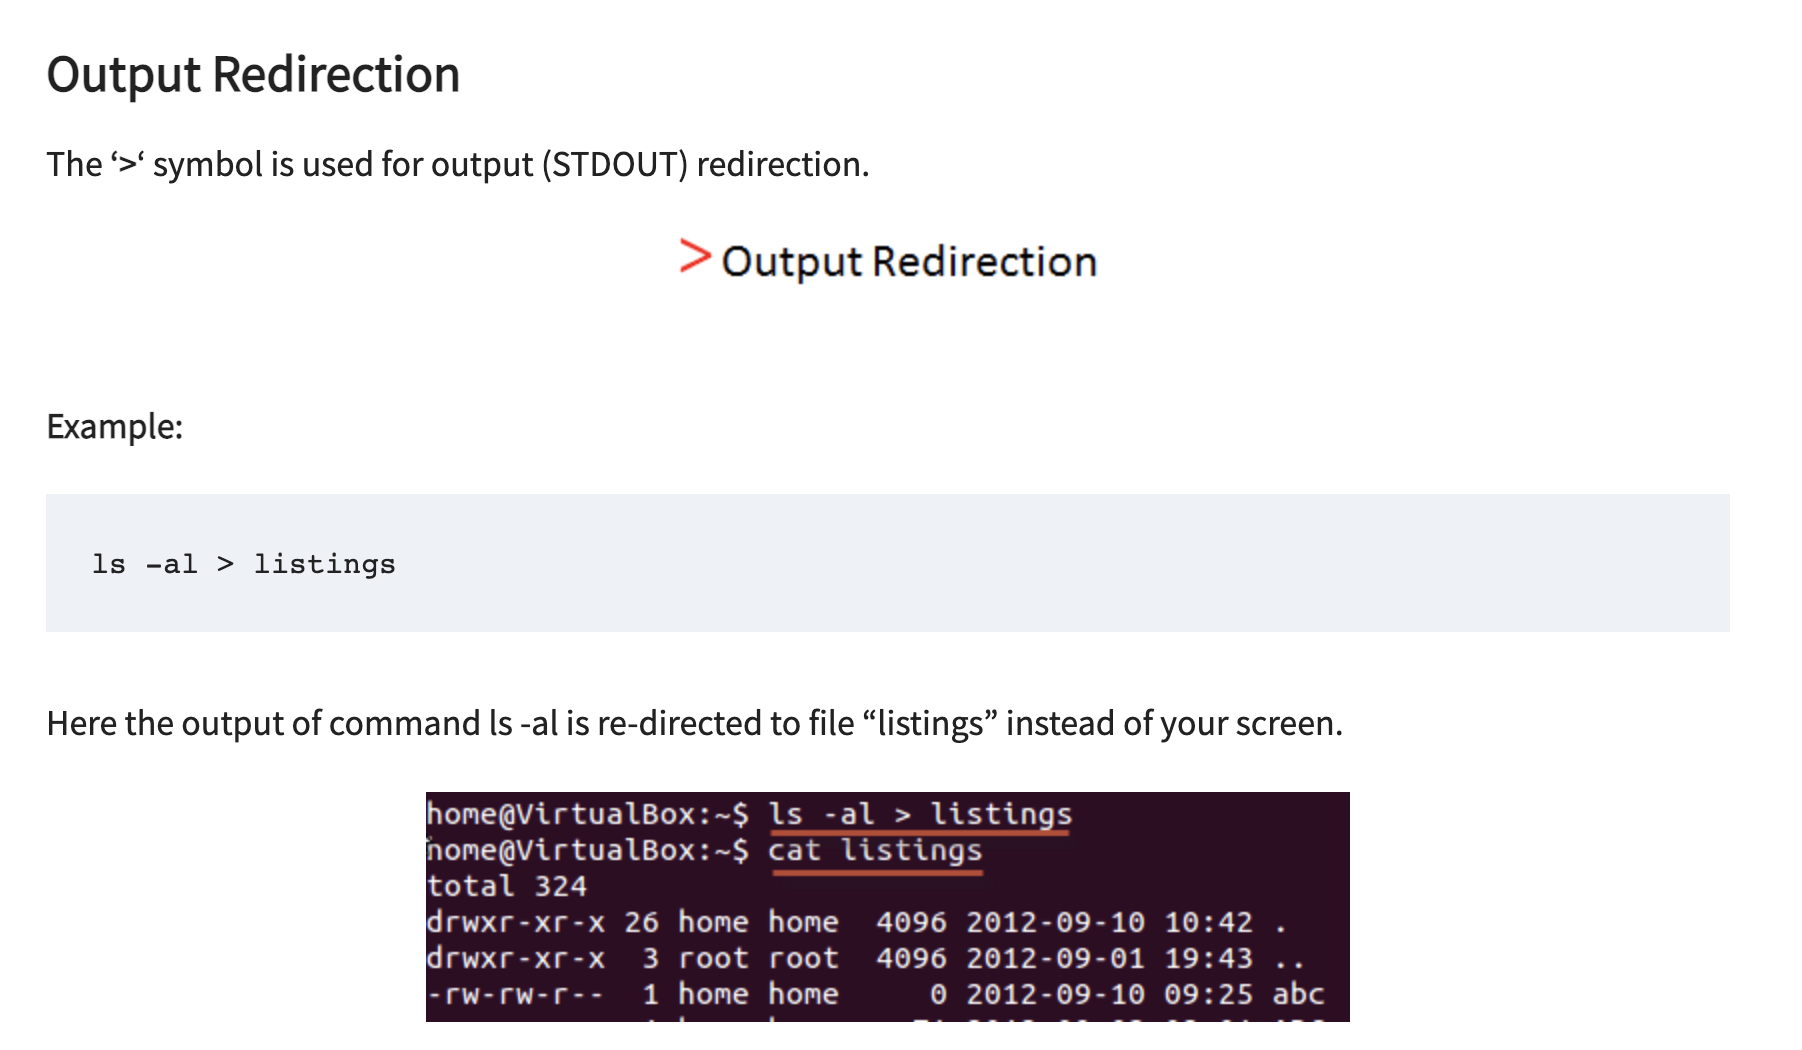 Output Redirection
The ‘>‘ symbol is used for output (STDOUT) redirection.
> Output Redirection
Example:
ls -al > listings
Here the output of command ls -al is re-directed to file “listings” instead of your screen.
home@VirtualBox:~$ ls -al > listings
home@VirtualBox:~$ cat listings
total 324
drwxr-xr-x 26 home home  4096 2012-09-10 10:42 .
drwxr-xr-x  3 root root  4096 2012-09-01 19:43 ..
-rw-rw-r--  1 home home     0 2012-09-10 09:25 abc